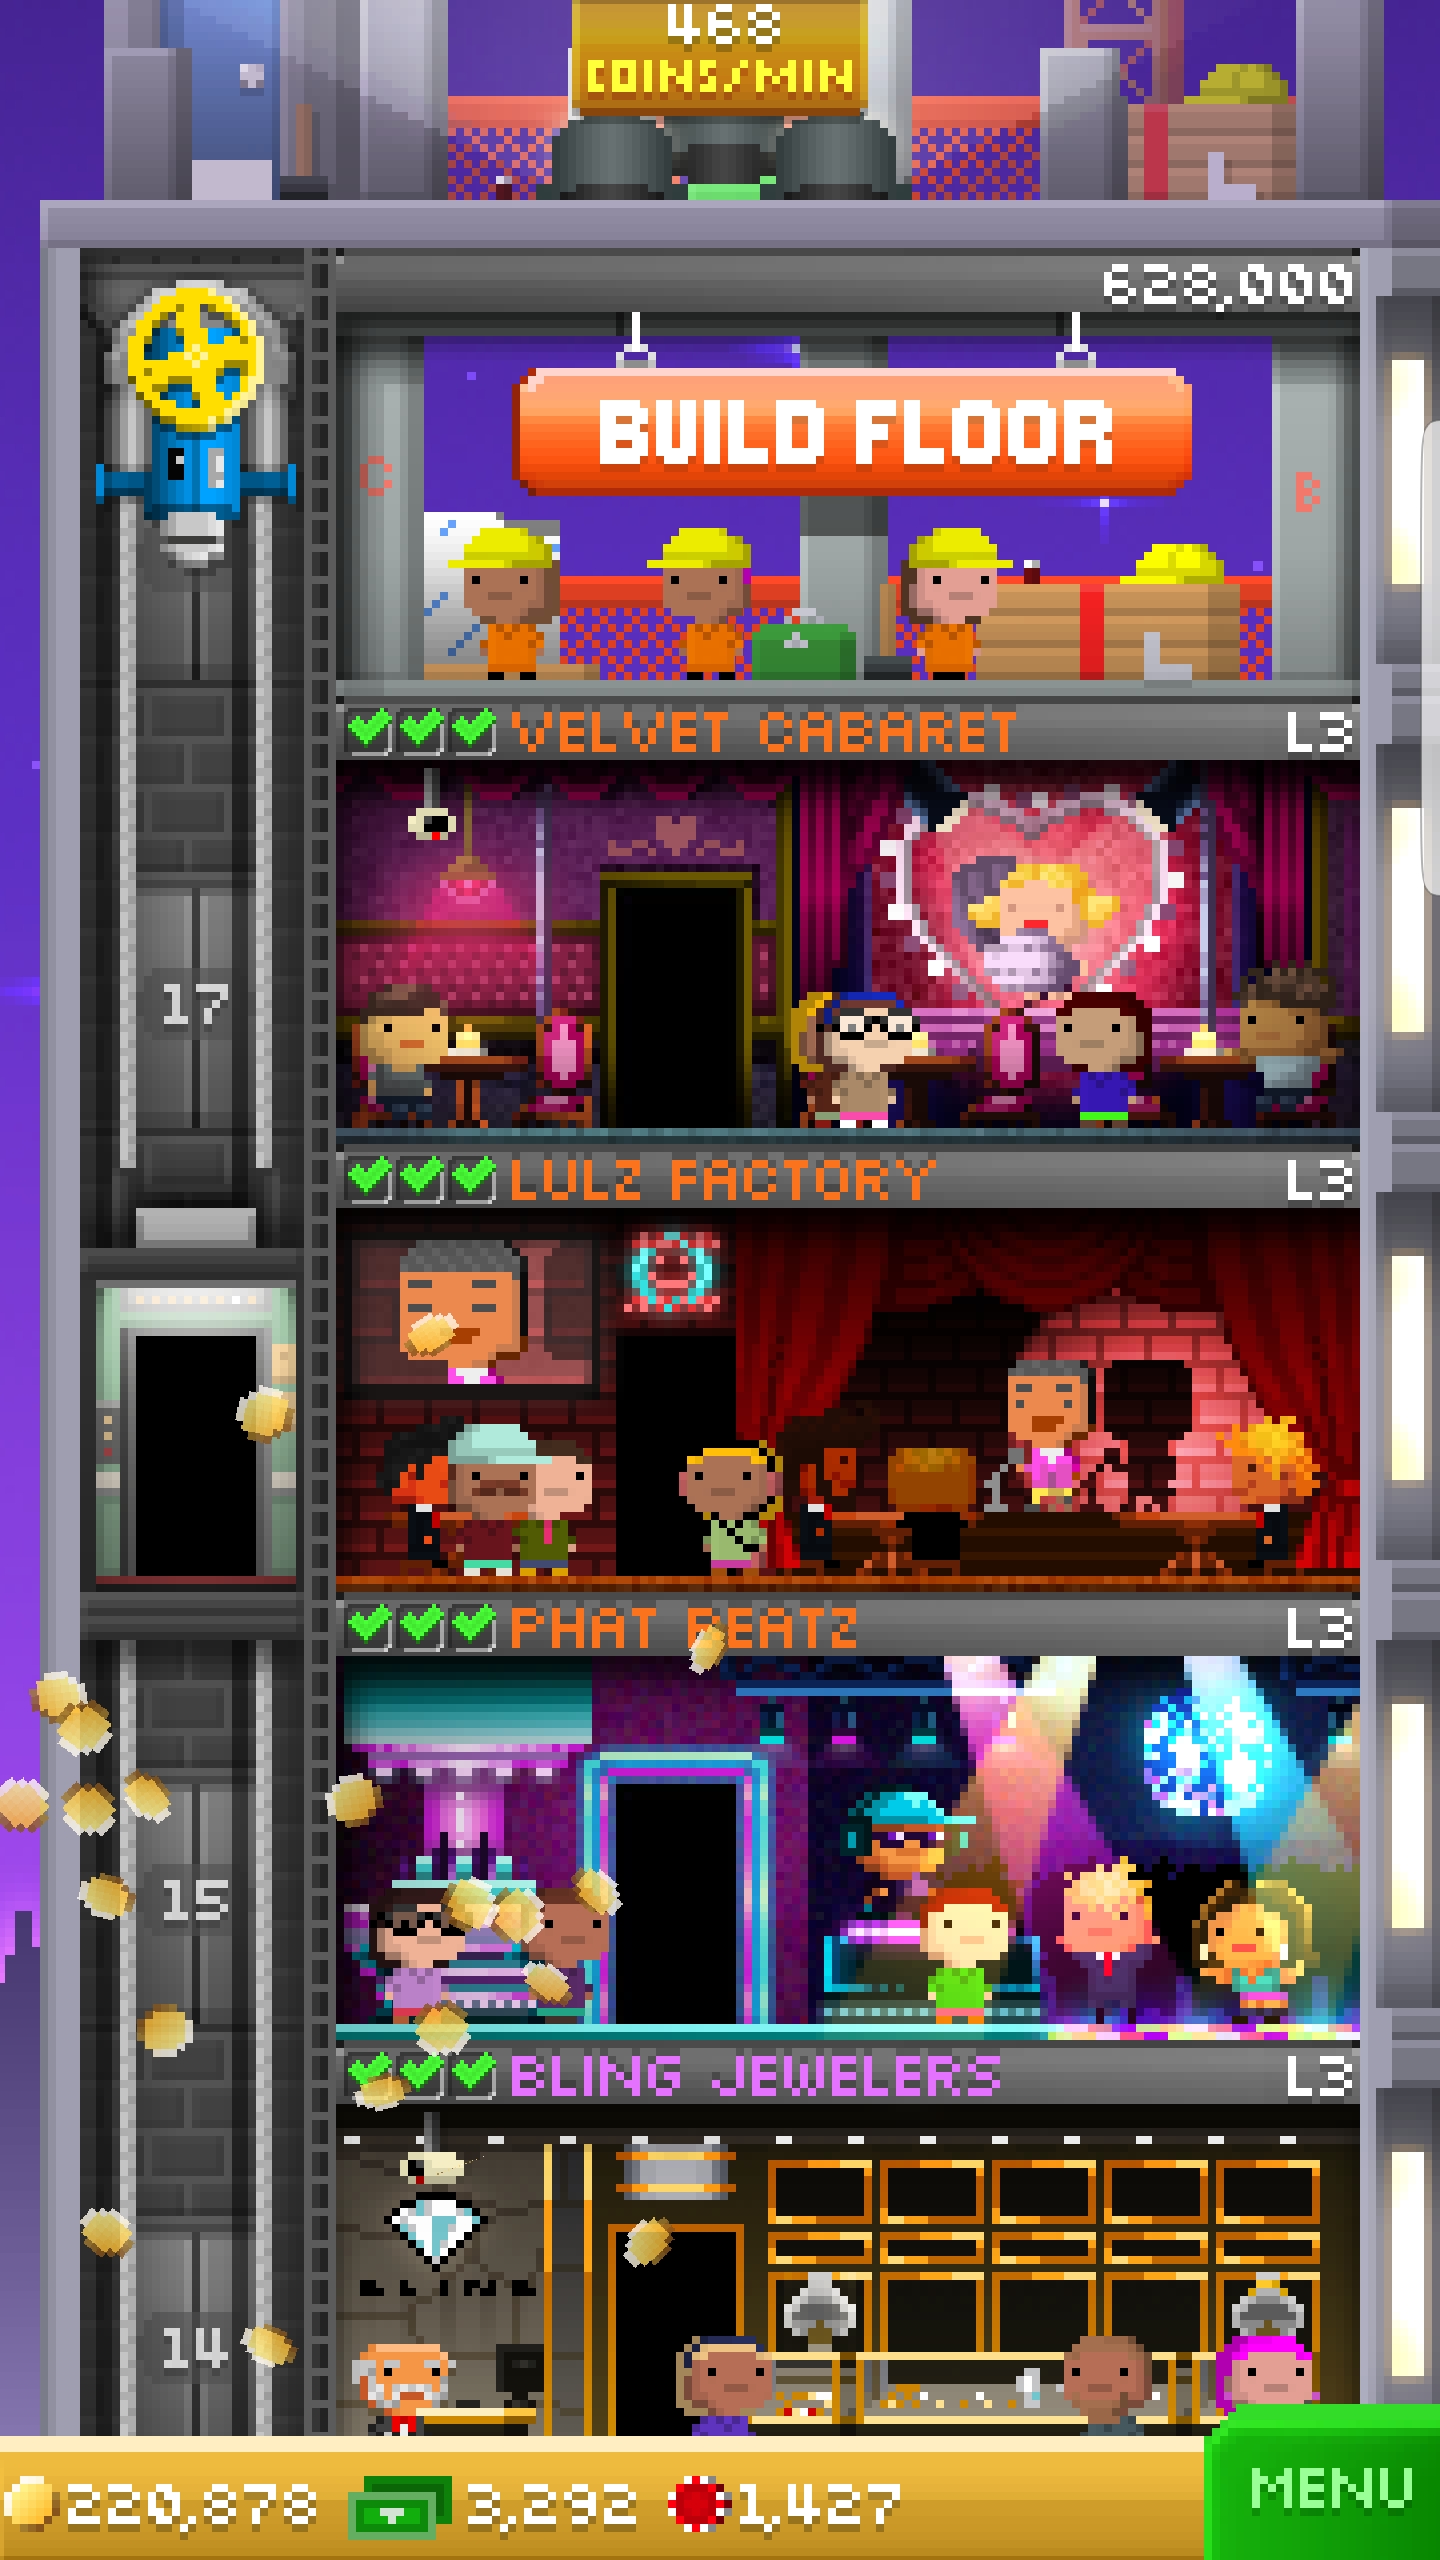 468
COINS/MIN
628,000
BUILD FLOOR
C
B
VELVET CABARET L3
17
LULZ FACTORY L3
PHAT BEATZ L3
15
BLING JEWELERS L3
BLING
14
220,878 3,292 1,427
MENU